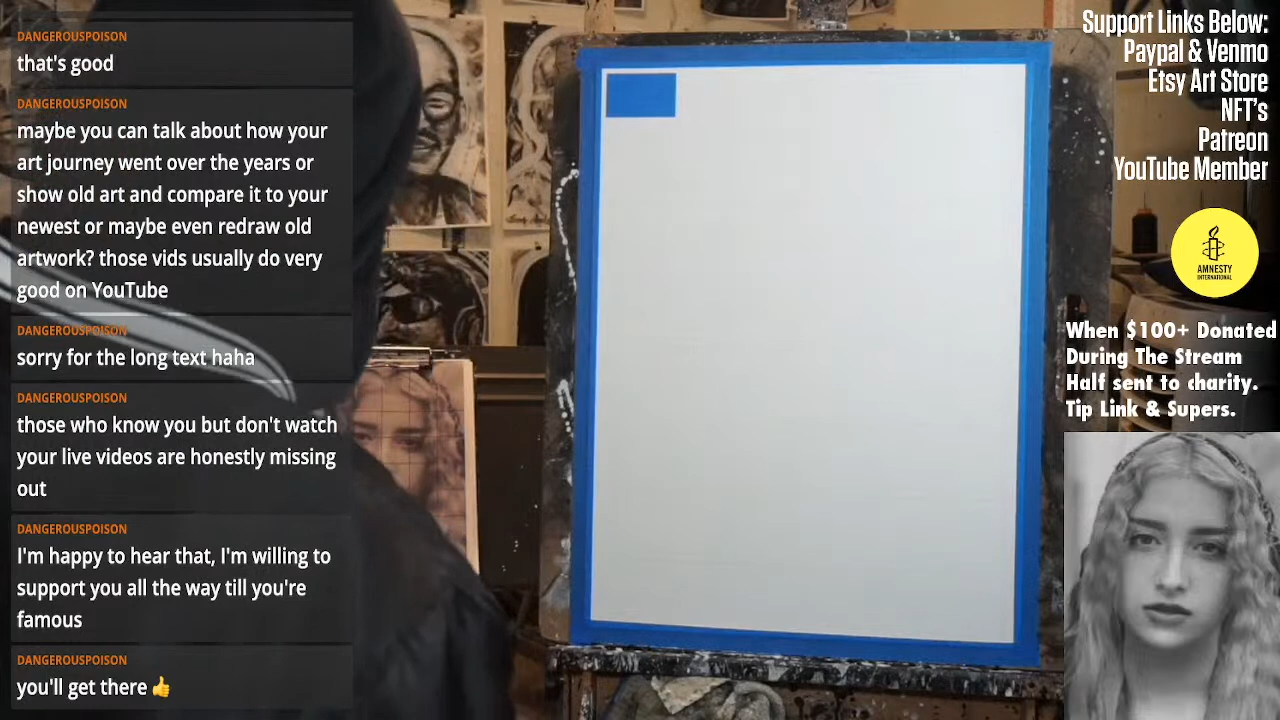 DANGEROUSPOISON
that's good
DANGEROUSPOISON
maybe you can talk about how your
art journey went over the years or
show old art and compare it to your
newest or maybe even redraw old
artwork? those vids usually do very
good on YouTube
DANGEROUSPOISON
sorry for the long text haha
DANGEROUSPOISON
those who know you but don't watch
your live videos are honestly missing
out
DANGEROUSPOISON
I'm happy to hear that, I'm willing to
support you all the way till you're
famous
DANGEROUSPOISON
you'll get there👍
Support Links Below:
Paypal & Venmo
Etsy Art Store
NFT's
Patreon
YouTube Member
AMNESTY
INTERNATIONAL
When $100+ Donated
During The Stream
Half sent to charity.
Tip Link & Supers.